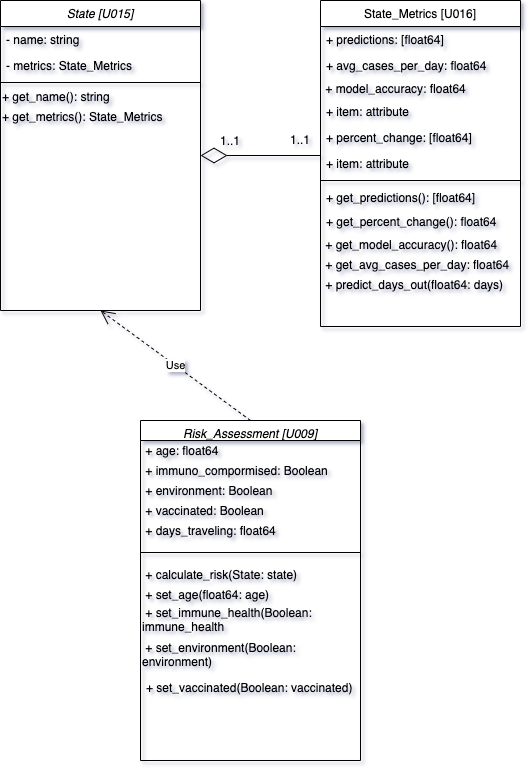 State [U015]
- name: string
- metrics: State_Metrics
+ get_name(): string
+ get_metrics(): State_Metrics
State_Metrics [U016]
+ predictions: [float64]
+ avg_cases_per_day: float64
+ model_accuracy: float64
+ item: attribute
+ percent_change: [float64]
+ item: attribute
+ get_predictions(): [float64]
+ get_percent_change(): float64
+ get_model_accuracy(): float64
+ get_avg_cases_per_day: float64
+ predict_days_out(float64: days)
1..1
1..1
Use
Risk_Assessment [U009]
+ age: float64
+ immuno_compormised: Boolean
+ environment: Boolean
+ vaccinated: Boolean
+ days_traveling: float64
+ calculate_risk(State: state)
+ set_age(float64: age)
+ set_immune_health(Boolean:
immune_health
+ set_environment(Boolean:
environment)
+ set_vaccinated(Boolean: vaccinated)